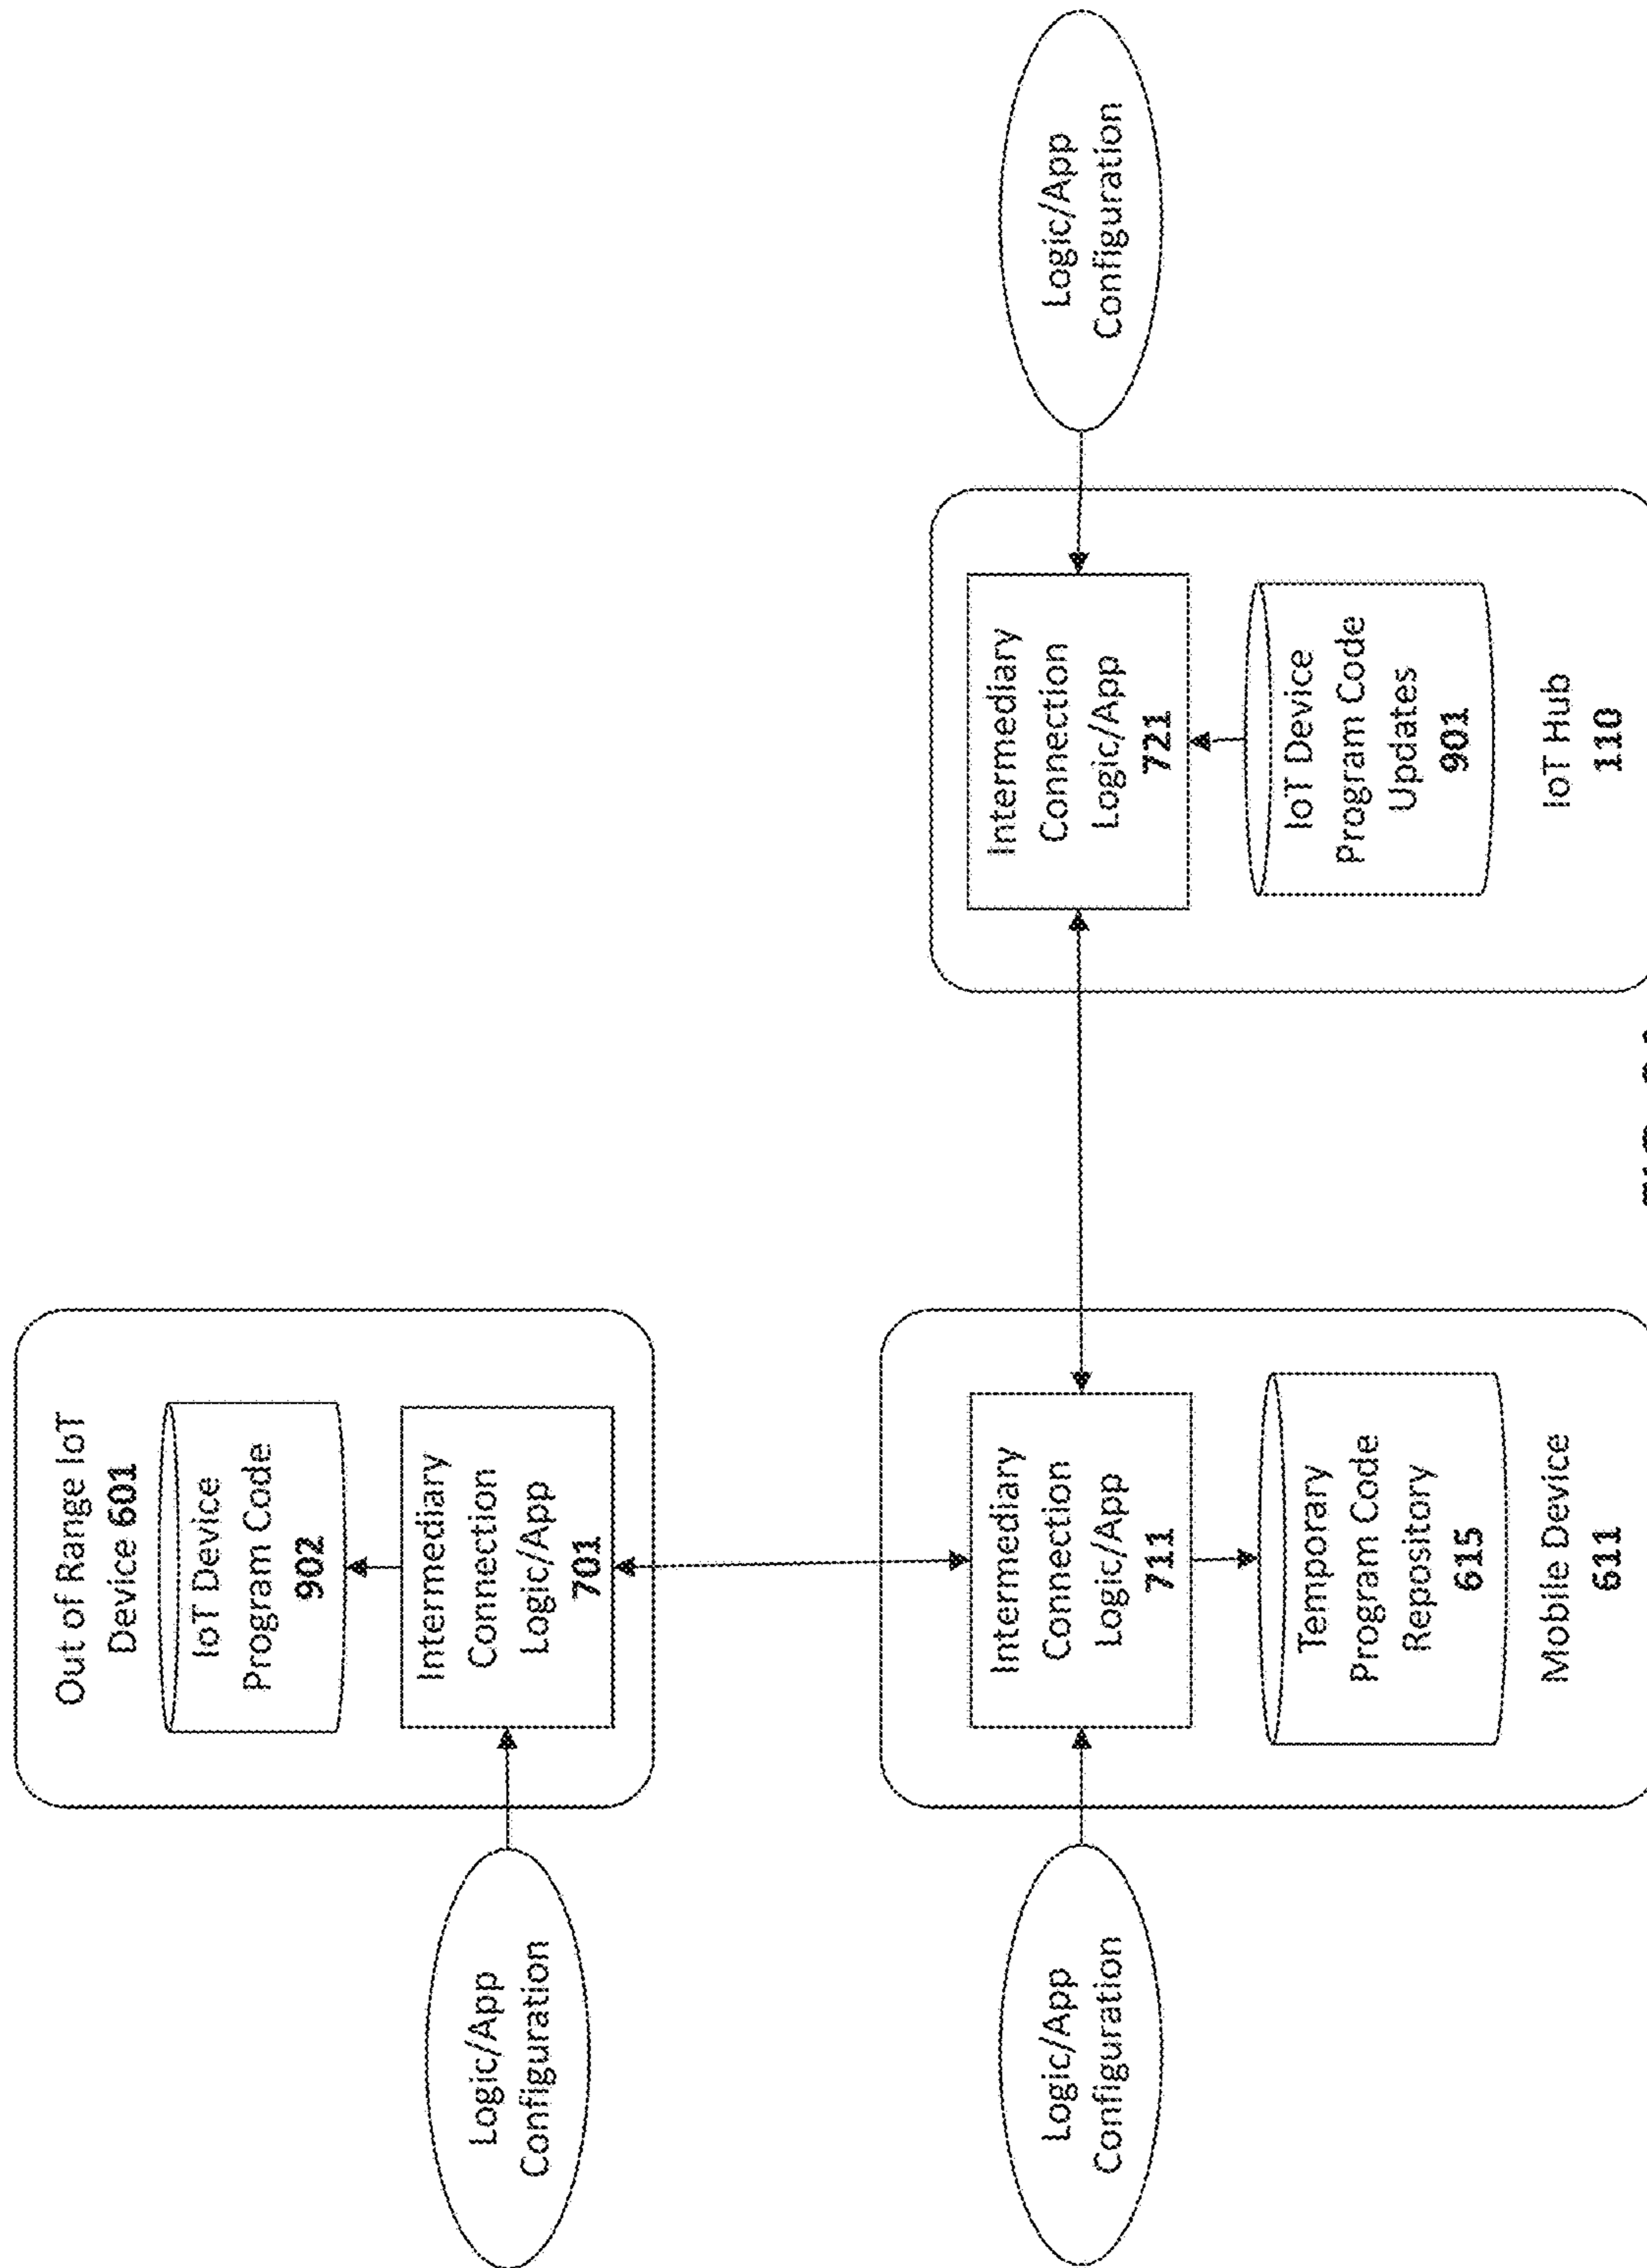 Out of Range IoT
Device 601
IoT Device
Program Code
902
Intermediary
Connection
Logic/App
701
Logic/App
Configuration
Logic/App
Configuration
Intermediary
Connection
Logic/App
711
Temporary
Program Code
Repository
615
Mobile Device
611
Intermediary
Connection
Logic/App
721
IoT Device
Program Code
Updates
901
IoT Hub
110
Logic/App
Configuration